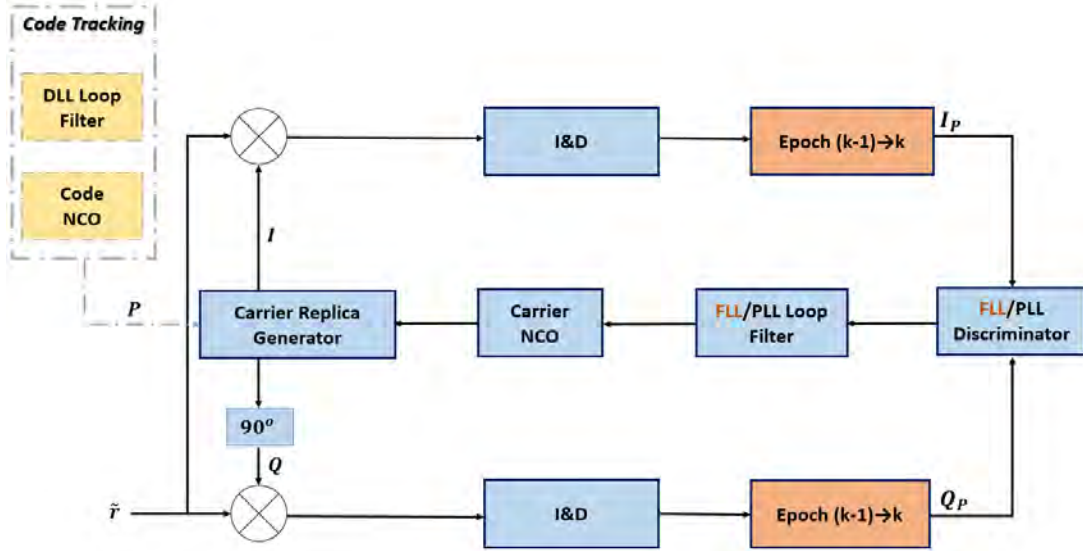 Code Tracking
DLL Loop
Filter
Code
NCO
I&D
Epoch (k-1)→k
I_P
I
P
Carrier Replica
Generator
Carrier
NCO
FLL/PLL Loop
Filter
FLL/PLL
Discriminator
90°
Q
r̃
I&D
Epoch (k-1)→k
Q_P